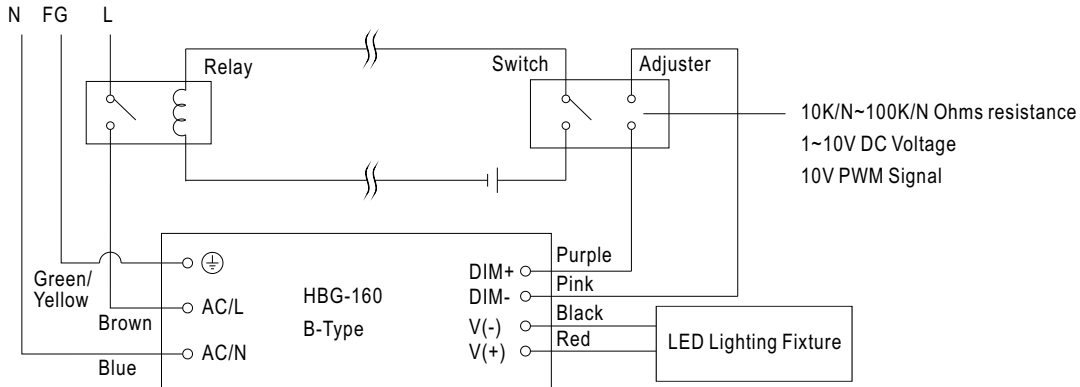 N FG L
Relay
Switch
Adjuster
10K/N~100K/N Ohms resistance
1~10V DC Voltage
10V PWM Signal
Green/
Yellow
Brown
Blue
AC/L
AC/N
HBG-160
B-Type
DIM+
DIM-
V(-)
V(+)
Purple
Pink
Black
Red
LED Lighting Fixture